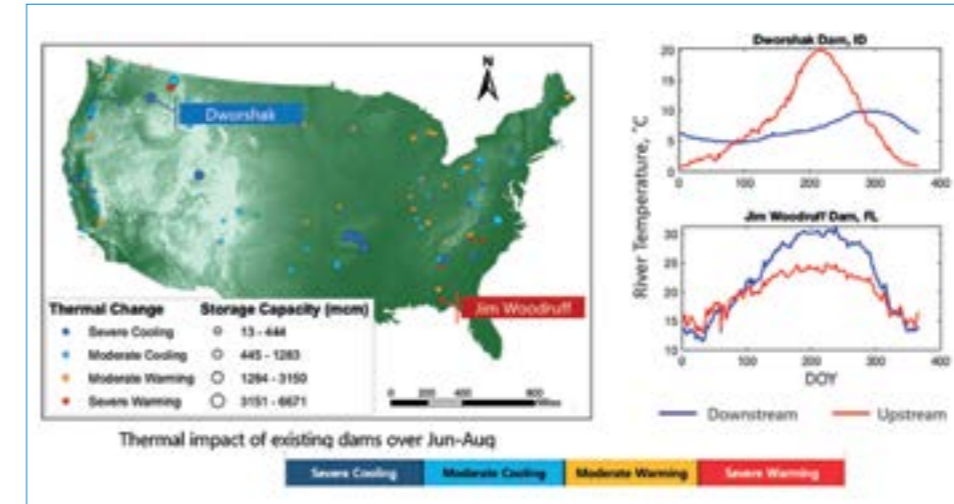 N
Dworshak
Jim Woodruff
Thermal Change
Severe Cooling
Moderate Cooling
Moderate Warming
Severe Warming
Storage Capacity (mcm)
13 - 444
445 - 1283
1284 - 3150
3151 - 6671
0 200 400 800
Miles
Thermal impact of existing dams over Jun-Aug
Severe Cooling Moderate Cooling Moderate Warming Severe Warming
Dworshak Dam, ID
20
15
10
5
0
0 100 200 300 400
River Temperature, °C
Jim Woodruff Dam, FL
30
25
20
15
10
0 100 200 300 400
DOY
Downstream Upstream